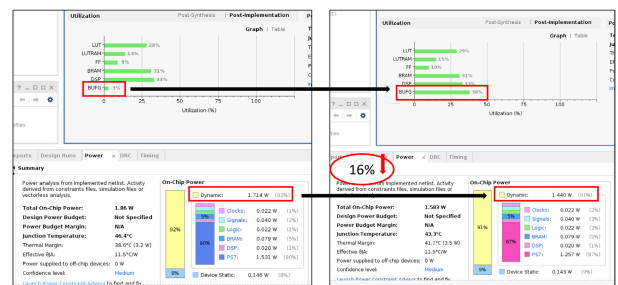 Utilization
Post-Synthesis | Post-Implementation
Graph | Table
LUT 28%
LUTRAM 14%
FF 9%
BRAM 31%
DSP 33%
BUFG 3%
0 25 50 75 100
Utilization (%)
Reports Design Runs Power × DRC Timing
Summary
Power analysis from Implemented netlist. Activity
derived from constraints files, simulation files or
vectorless analysis.
Total On-Chip Power: 1.86 W
Design Power Budget: Not Specified
Power Budget Margin: N/A
Junction Temperature: 46.4°C
Thermal Margin: 38.6°C (3.2 W)
Effective ϑJA: 11.5°C/W
Power supplied to off-chip devices: 0 W
Confidence level: Medium
Launch Power Constraint Advisor to find and fix
On-Chip Power
Dynamic: 1.714 W (92%)
92%
5%
90%
Clocks: 0.022 W (1%)
Signals: 0.040 W (2%)
Logic: 0.022 W (1%)
BRAM: 0.079 W (5%)
DSP: 0.020 W (1%)
PS7: 1.531 W (90%)
8%
Device Static: 0.146 W (8%)
Utilization
Post-Synthesis | Post-Implementation
Graph | Table
LUT 29%
LUTRAM 15%
FF 10%
BRAM 31%
DSP
BUFG
0 25 50 75 100
Utilization (%)
Power × DRC Timing
16%
Implemented netlist. Activity
derived from constraints files, simulation files or
vectorless analysis.
Total On-Chip Power: 1.583 W
Design Power Budget: Not Specified
Power Budget Margin: N/A
Junction Temperature: 43.3°C
Thermal Margin: 41.7°C (3.5 W)
Effective ϑJA: 11.5°C/W
Power supplied to off-chip devices: 0 W
Confidence level: Medium
Launch Power Constraint Advisor to find and fix
On-Chip Power
Dynamic: 1.440 W (91%)
91%
5%
87%
Clocks: 0.022 W (2%)
Signals: 0.040 W (3%)
Logic: 0.022 W (2%)
BRAM: 0.079 W (5%)
DSP: 0.020 W (1%)
PS7: 1.257 W (87%)
9%
Device Static: 0.143 W (9%)